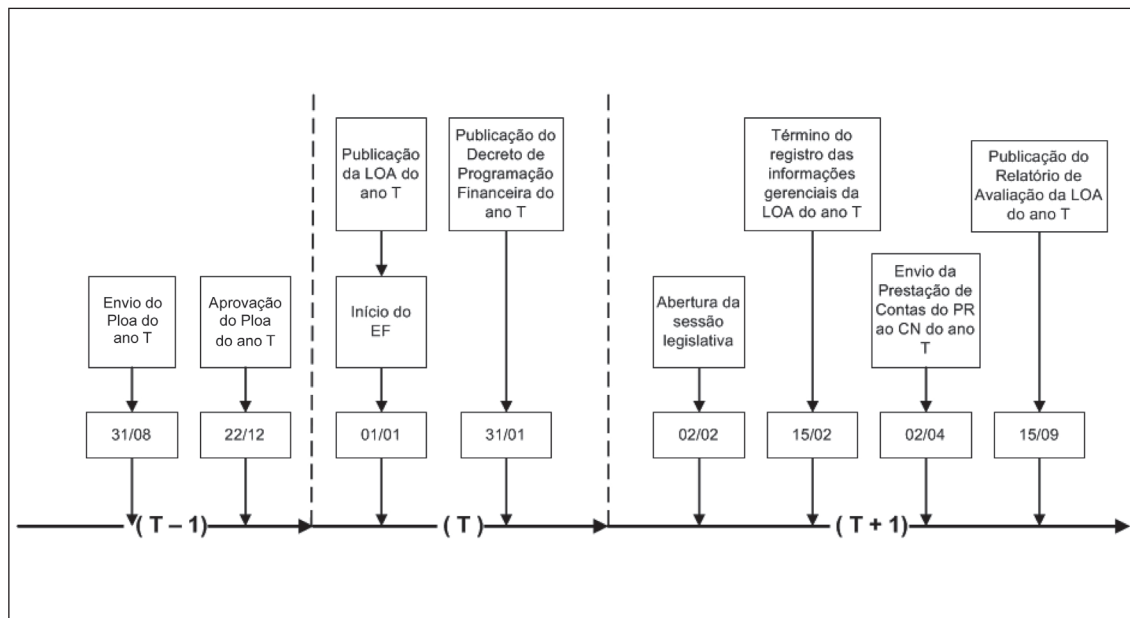 Envio do
Ploa do
ano T
31/08
Aprovação
do Ploa
do ano T
22/12
Publicação
da LOA do
ano T
Início do
EF
01/01
Publicação do
Decreto de
Programação
Financeira do
ano T
31/01
Abertura da
sessão
legislativa
02/02
Término do
registro das
informações
gerenciais da
LOA do ano T
15/02
Envio da
Prestação de
Contas do PR
ao CN do ano
T
02/04
Publicação do
Relatório de
Avaliação da LOA
do ano T
15/09
( T – 1)
( T )
( T + 1)